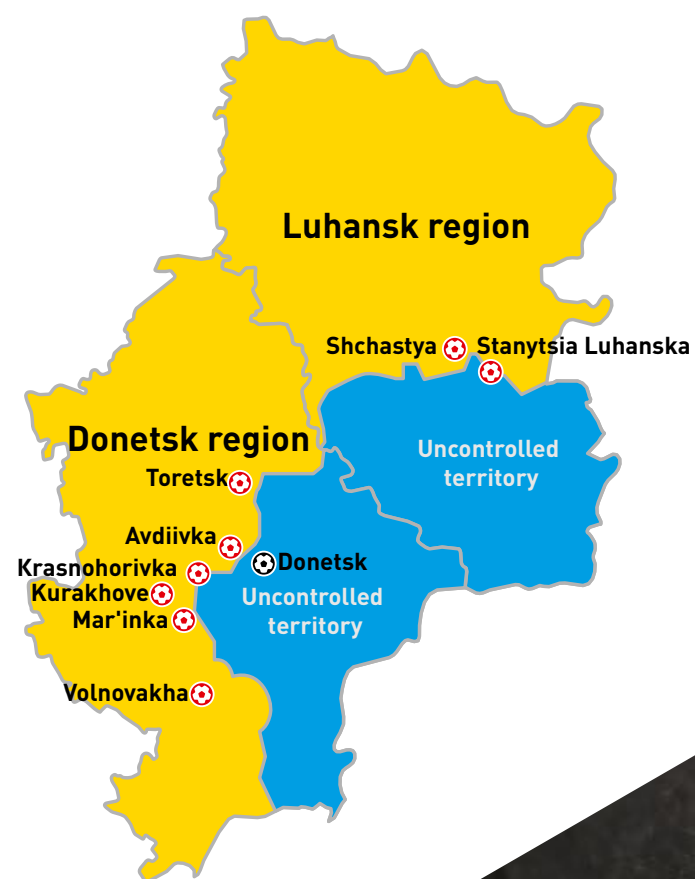 Luhansk region
Shchastya
Stanytsia Luhanska
Donetsk region
Uncontrolled
territory
Toretsk
Avdiivka
Donetsk
Krasnohorivka
Kurakhove
Uncontrolled
territory
Mar'inka
Volnovakha